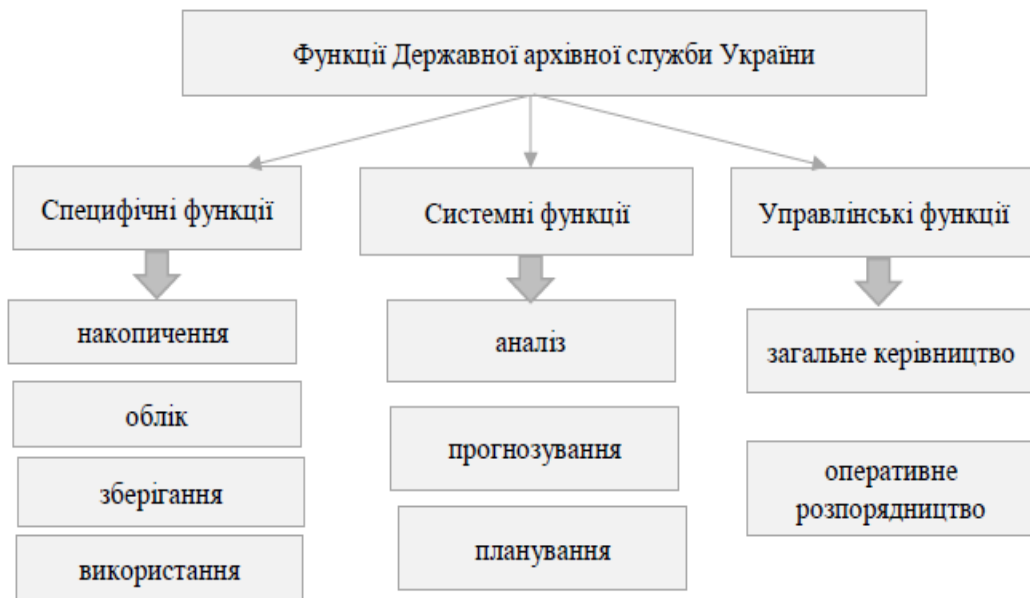 Функції Державної архівної служби України
Специфічні функції
Системні функції
Управлінські функції
накопичення
облік
зберігання
використання
аналіз
прогнозування
планування
загальне керівництво
оперативне
розпорядництво